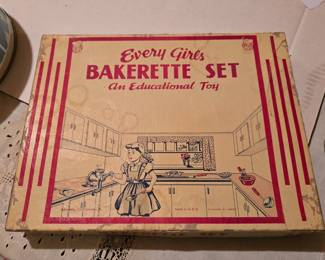 Every Girls
BAKERETTE SET
An Educational Toy